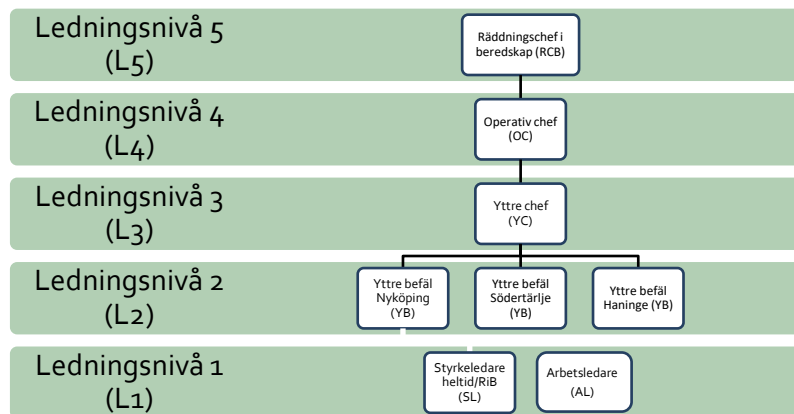 Ledningsnivå 5
(L5)
Räddningschef i
beredskap (RCB)
Ledningsnivå 4
(L4)
Operativ chef
(OC)
Ledningsnivå 3
(L3)
Yttre chef
(YC)
Ledningsnivå 2
(L2)
Yttre befäl
Nyköping
(YB)
Yttre befäl
Södertärlje
(YB)
Yttre befäl
Haninge (YB)
Ledningsnivå 1
(L1)
Styrkeledare
heltid/RiB
(SL)
Arbetsledare
(AL)